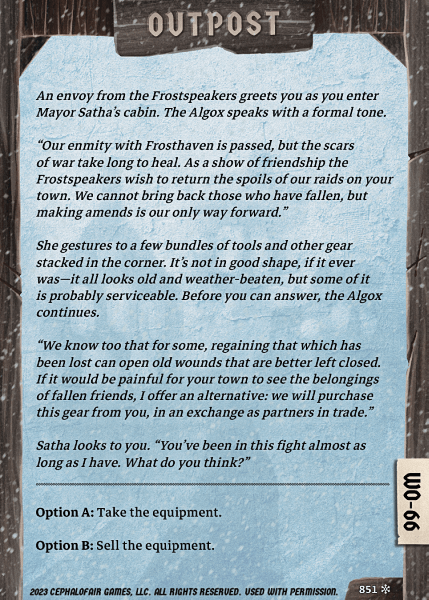 OUTPOST
An envoy from the Frostspeakers greets you as you enter
Mayor Satha’s cabin. The Algox speaks with a formal tone.
“Our enmity with Frosthaven is passed, but the scars
of war take long to heal. As a show of friendship the
Frostspeakers wish to return the spoils of our raids on your
town. We cannot bring back those who have fallen, but
making amends is our only way forward.”
She gestures to a few bundles of tools and other gear
stacked in the corner. It’s not in good shape, if it ever
was—it all looks old and weather-beaten, but some of it
is probably serviceable. Before you can answer, the Algox
continues.
“We know too that for some, regaining that which has
been lost can open old wounds that are better left closed.
If it would be painful for your town to see the belongings
of fallen friends, I offer an alternative: we will purchase
this gear from you, in an exchange as partners in trade.”
Satha looks to you. “You’ve been in this fight almost as
long as I have. What do you think?”
Option A: Take the equipment.
Option B: Sell the equipment.
WO-66
2023 CEPHALOFAIR GAMES, LLC. ALL RIGHTS RESERVED. USED WITH PERMISSION.
851